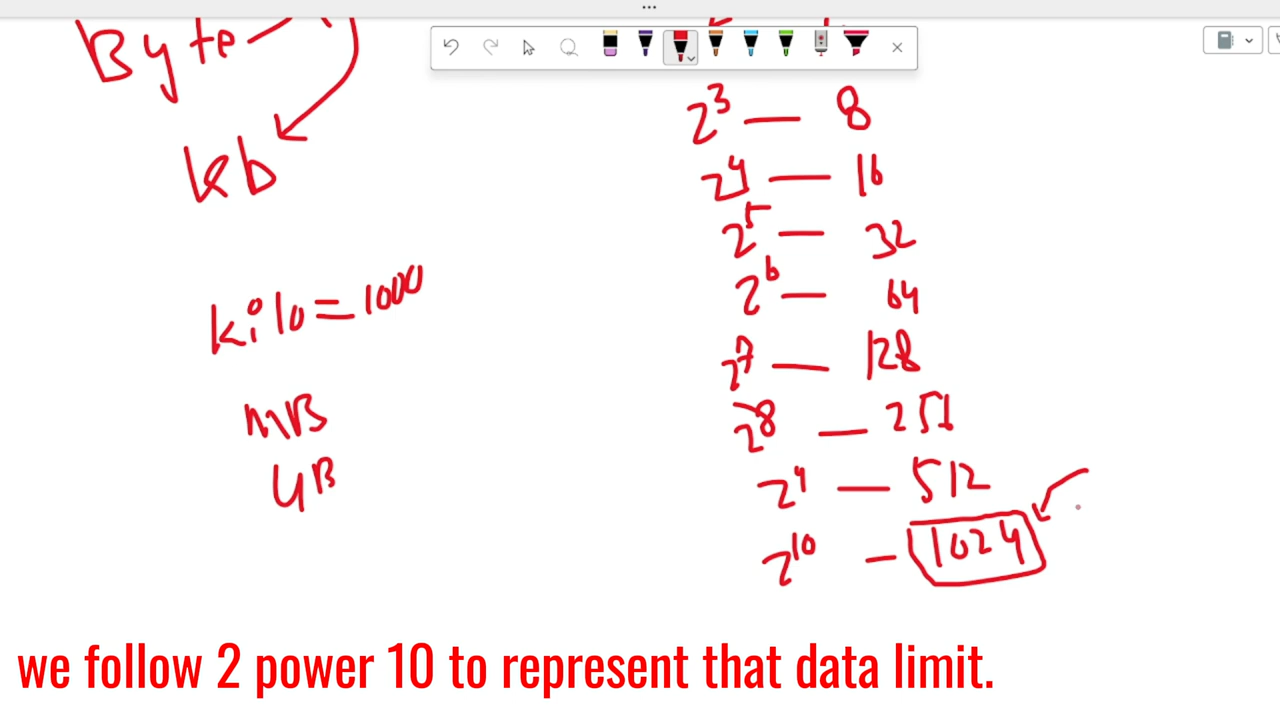 Byte
kb
kilo = 1000
MB
GB
2³ — 8
2⁴ — 16
2⁵ — 32
2⁶ — 64
2⁷ — 128
2⁸ — 256
2⁹ — 512
2¹⁰ — 1024
we follow 2 power 10 to represent that data limit.